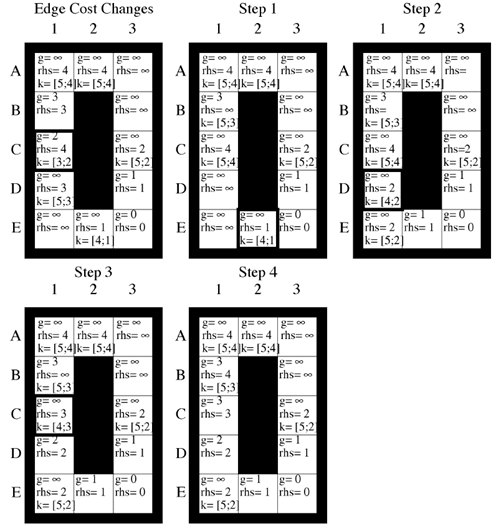 Edge Cost Changes
1 2 3
A
g= ∞ g= ∞ g= ∞
rhs= 4 rhs= 4 rhs= ∞
k= [5;4] k= [5;4]
B
g= 3 g= ∞
rhs= 3 rhs= ∞
C
g= 2 g= ∞
rhs= 4 rhs= 2
k= [3;2] k= [5;2]
D
g= ∞ g= 1
rhs= 3 rhs= 1
k= [5;3]
E
g= ∞ g= ∞ g= 0
rhs= ∞ rhs= 1 rhs= 0
k= [4;1]
Step 1
1 2 3
A
g= ∞ g= ∞ g= ∞
rhs= 4 rhs= 4 rhs= ∞
k= [5;4] k= [5;4]
B
g= 3 g= ∞
rhs= ∞ rhs= ∞
k= [5;3]
C
g= ∞ g= ∞
rhs= 4 rhs= 2
k= [5;4] k= [5;2]
D
g= ∞ g= 1
rhs= ∞ rhs= 1
E
g= ∞ g= ∞ g= 0
rhs= ∞ rhs= 1 rhs= 0
k= [4;1]
Step 2
1 2 3
A
g= ∞ g= ∞ g= ∞
rhs= 4 rhs= 4 rhs=
k= [5;4] k= [5;4]
B
g= 3 g= ∞
rhs= rhs= ∞
k= [5;3]
C
g= ∞ g= ∞
rhs= 4 rhs=2
k= [5;4] k= [5;2]
D
g= ∞ g= 1
rhs= 2 rhs= 1
k= [4;2]
E
g= ∞ g= 1 g= 0
rhs= 2 rhs= 1 rhs= 0
k= [5;2]
Step 3
1 2 3
A
g= ∞ g= ∞ g= ∞
rhs= 4 rhs= 4 rhs= ∞
k= [5;4] k= [5;4]
B
g= 3 g= ∞
rhs= ∞ rhs= ∞
k= [5;3]
C
g= ∞ g= ∞
rhs= 3 rhs= 2
k= [4;3] k= [5;2]
D
g= 2 g= 1
rhs= 2 rhs= 1
E
g= ∞ g= 1 g= 0
rhs= 2 rhs= 1 rhs= 0
k= [5;2]
Step 4
1 2 3
A
g= ∞ g= ∞ g= ∞
rhs= 4 rhs= 4 rhs= ∞
k= [5;4] k= [5;4]
B
g= 3 g= ∞
rhs= 4 rhs= ∞
k= [5;3]
C
g= 3 g= ∞
rhs= 3 rhs= 2
k= [5;2]
D
g= 2 g= 1
rhs= 2 rhs= 1
E
g= ∞ g= 1 g= 0
rhs= 2 rhs= 1 rhs= 0
k= [5;2]